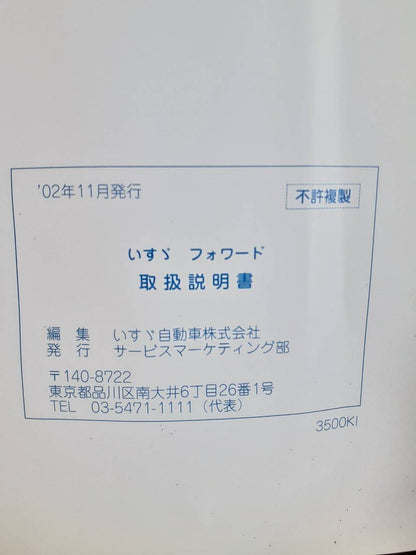 '02年11月発行
不許複製
いすゞ フォワード
取扱説明書
編 集 いすゞ自動車株式会社
発 行 サービスマーケティング部
〒140-8722
東京都品川区南大井6丁目26番1号
TEL 03-5471-1111（代表）
3500KI